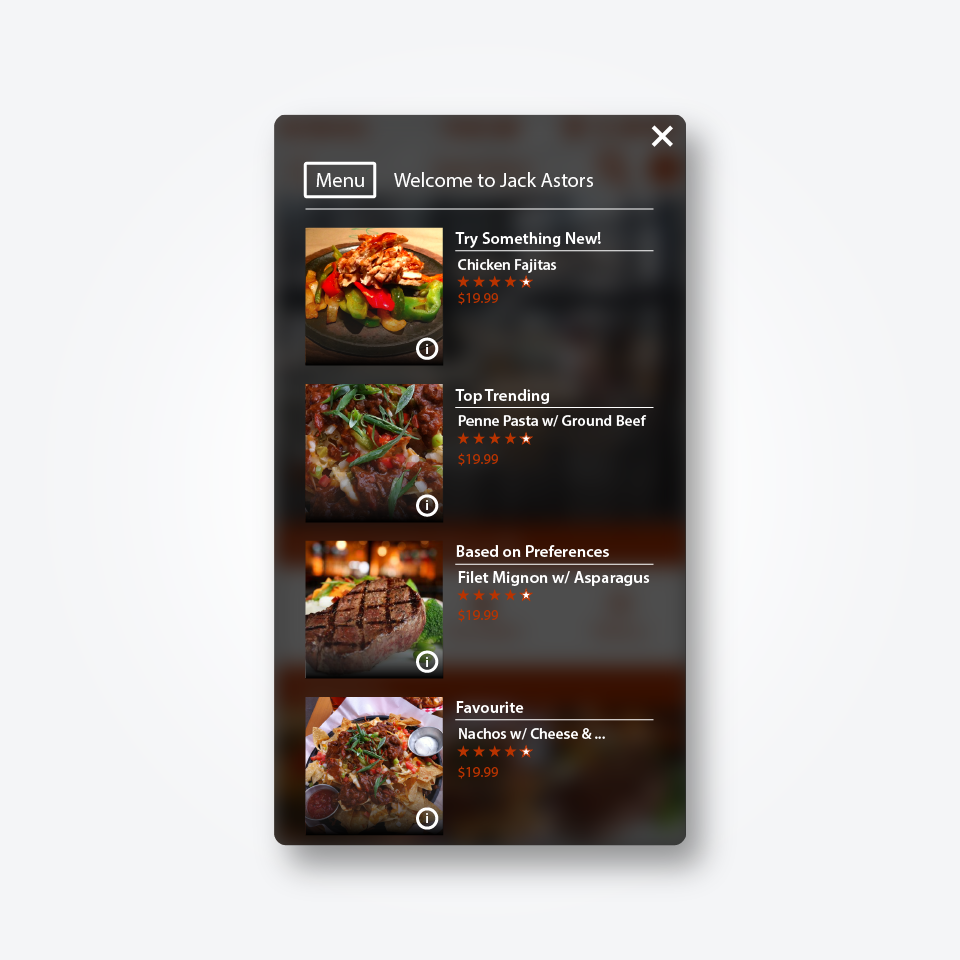 Menu Welcome to Jack Astors
Try Something New!
Chicken Fajitas
$19.99
Top Trending
Penne Pasta w/ Ground Beef
$19.99
Based on Preferences
Filet Mignon w/ Asparagus
$19.99
Favourite
Nachos w/ Cheese & ...
$19.99